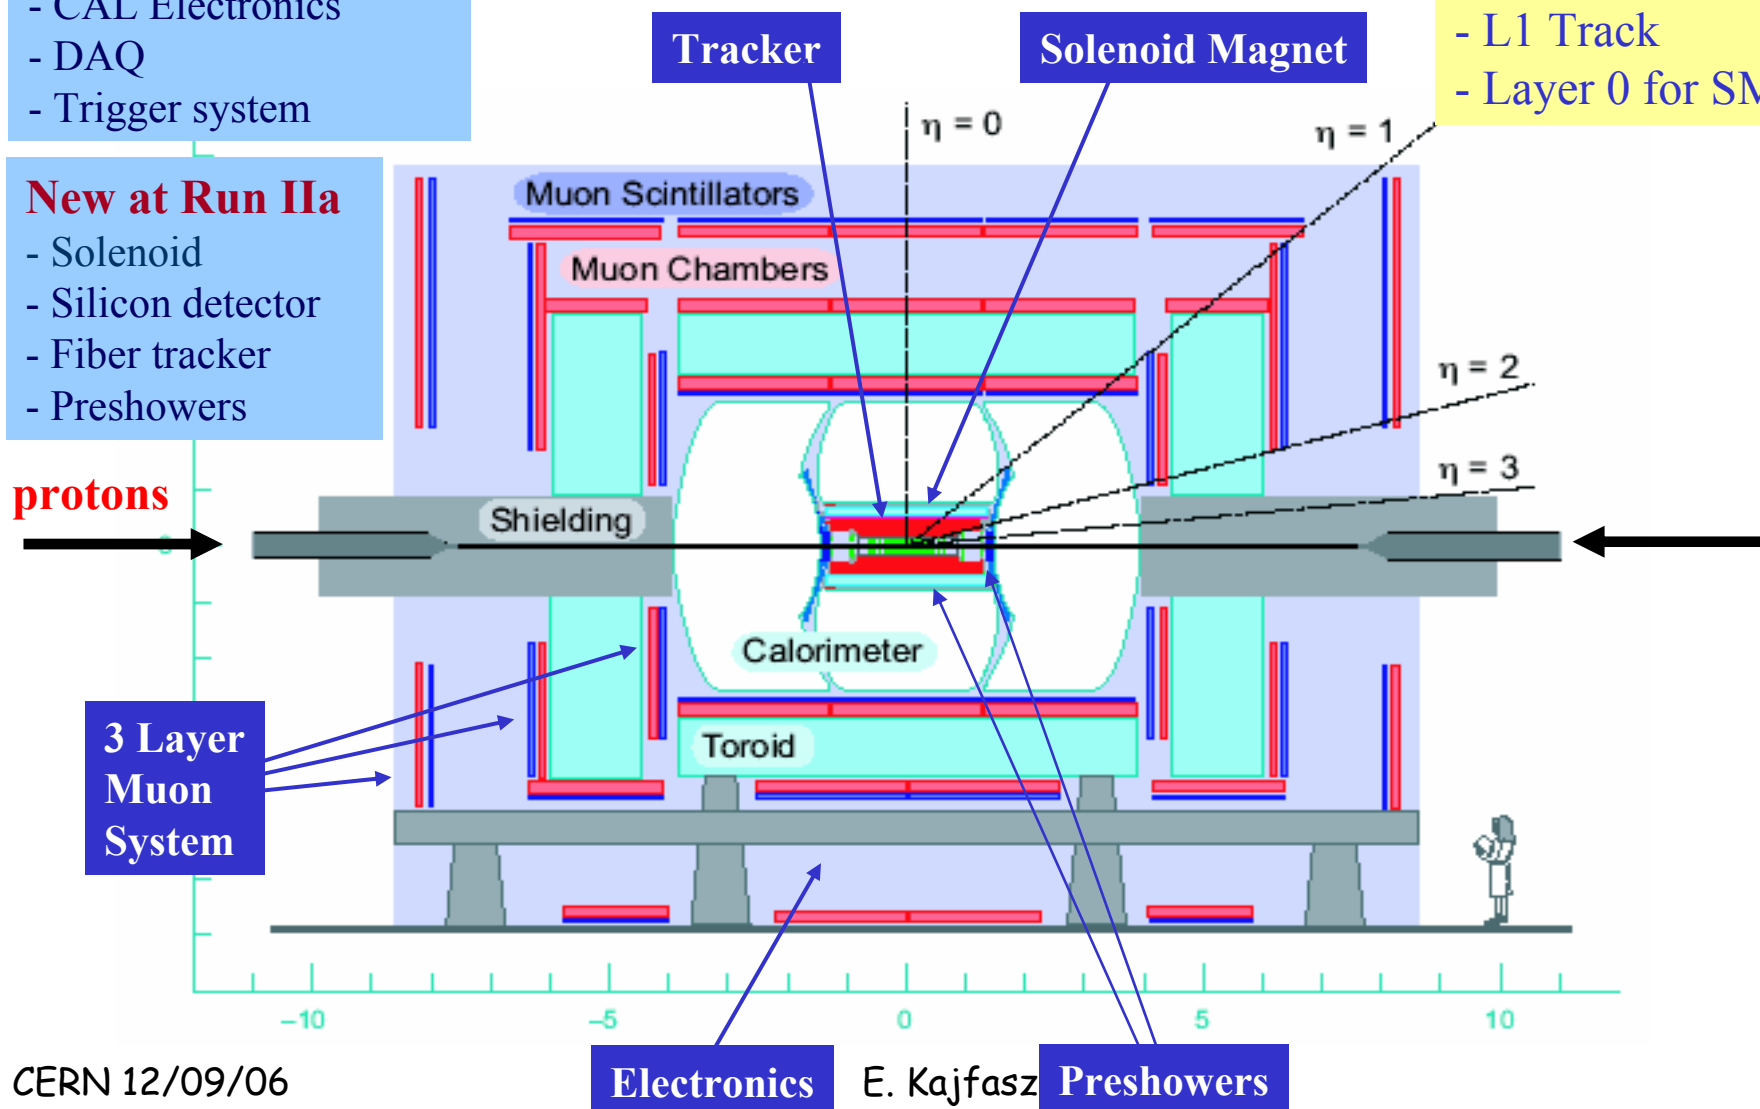 - CAL Electronics
- DAQ
- Trigger system
Tracker
Solenoid Magnet
- L1 Track
- Layer 0 for
η = 0
η = 1
New at Run IIa
- Solenoid
- Silicon detector
- Fiber tracker
- Preshowers
Muon Scintillators
Muon Chambers
η = 2
η = 3
protons
Shielding
Calorimeter
3 Layer
Muon
System
Toroid
–10
–5
0
5
10
CERN 12/09/06
Electronics
E. Kajfasz
Preshowers